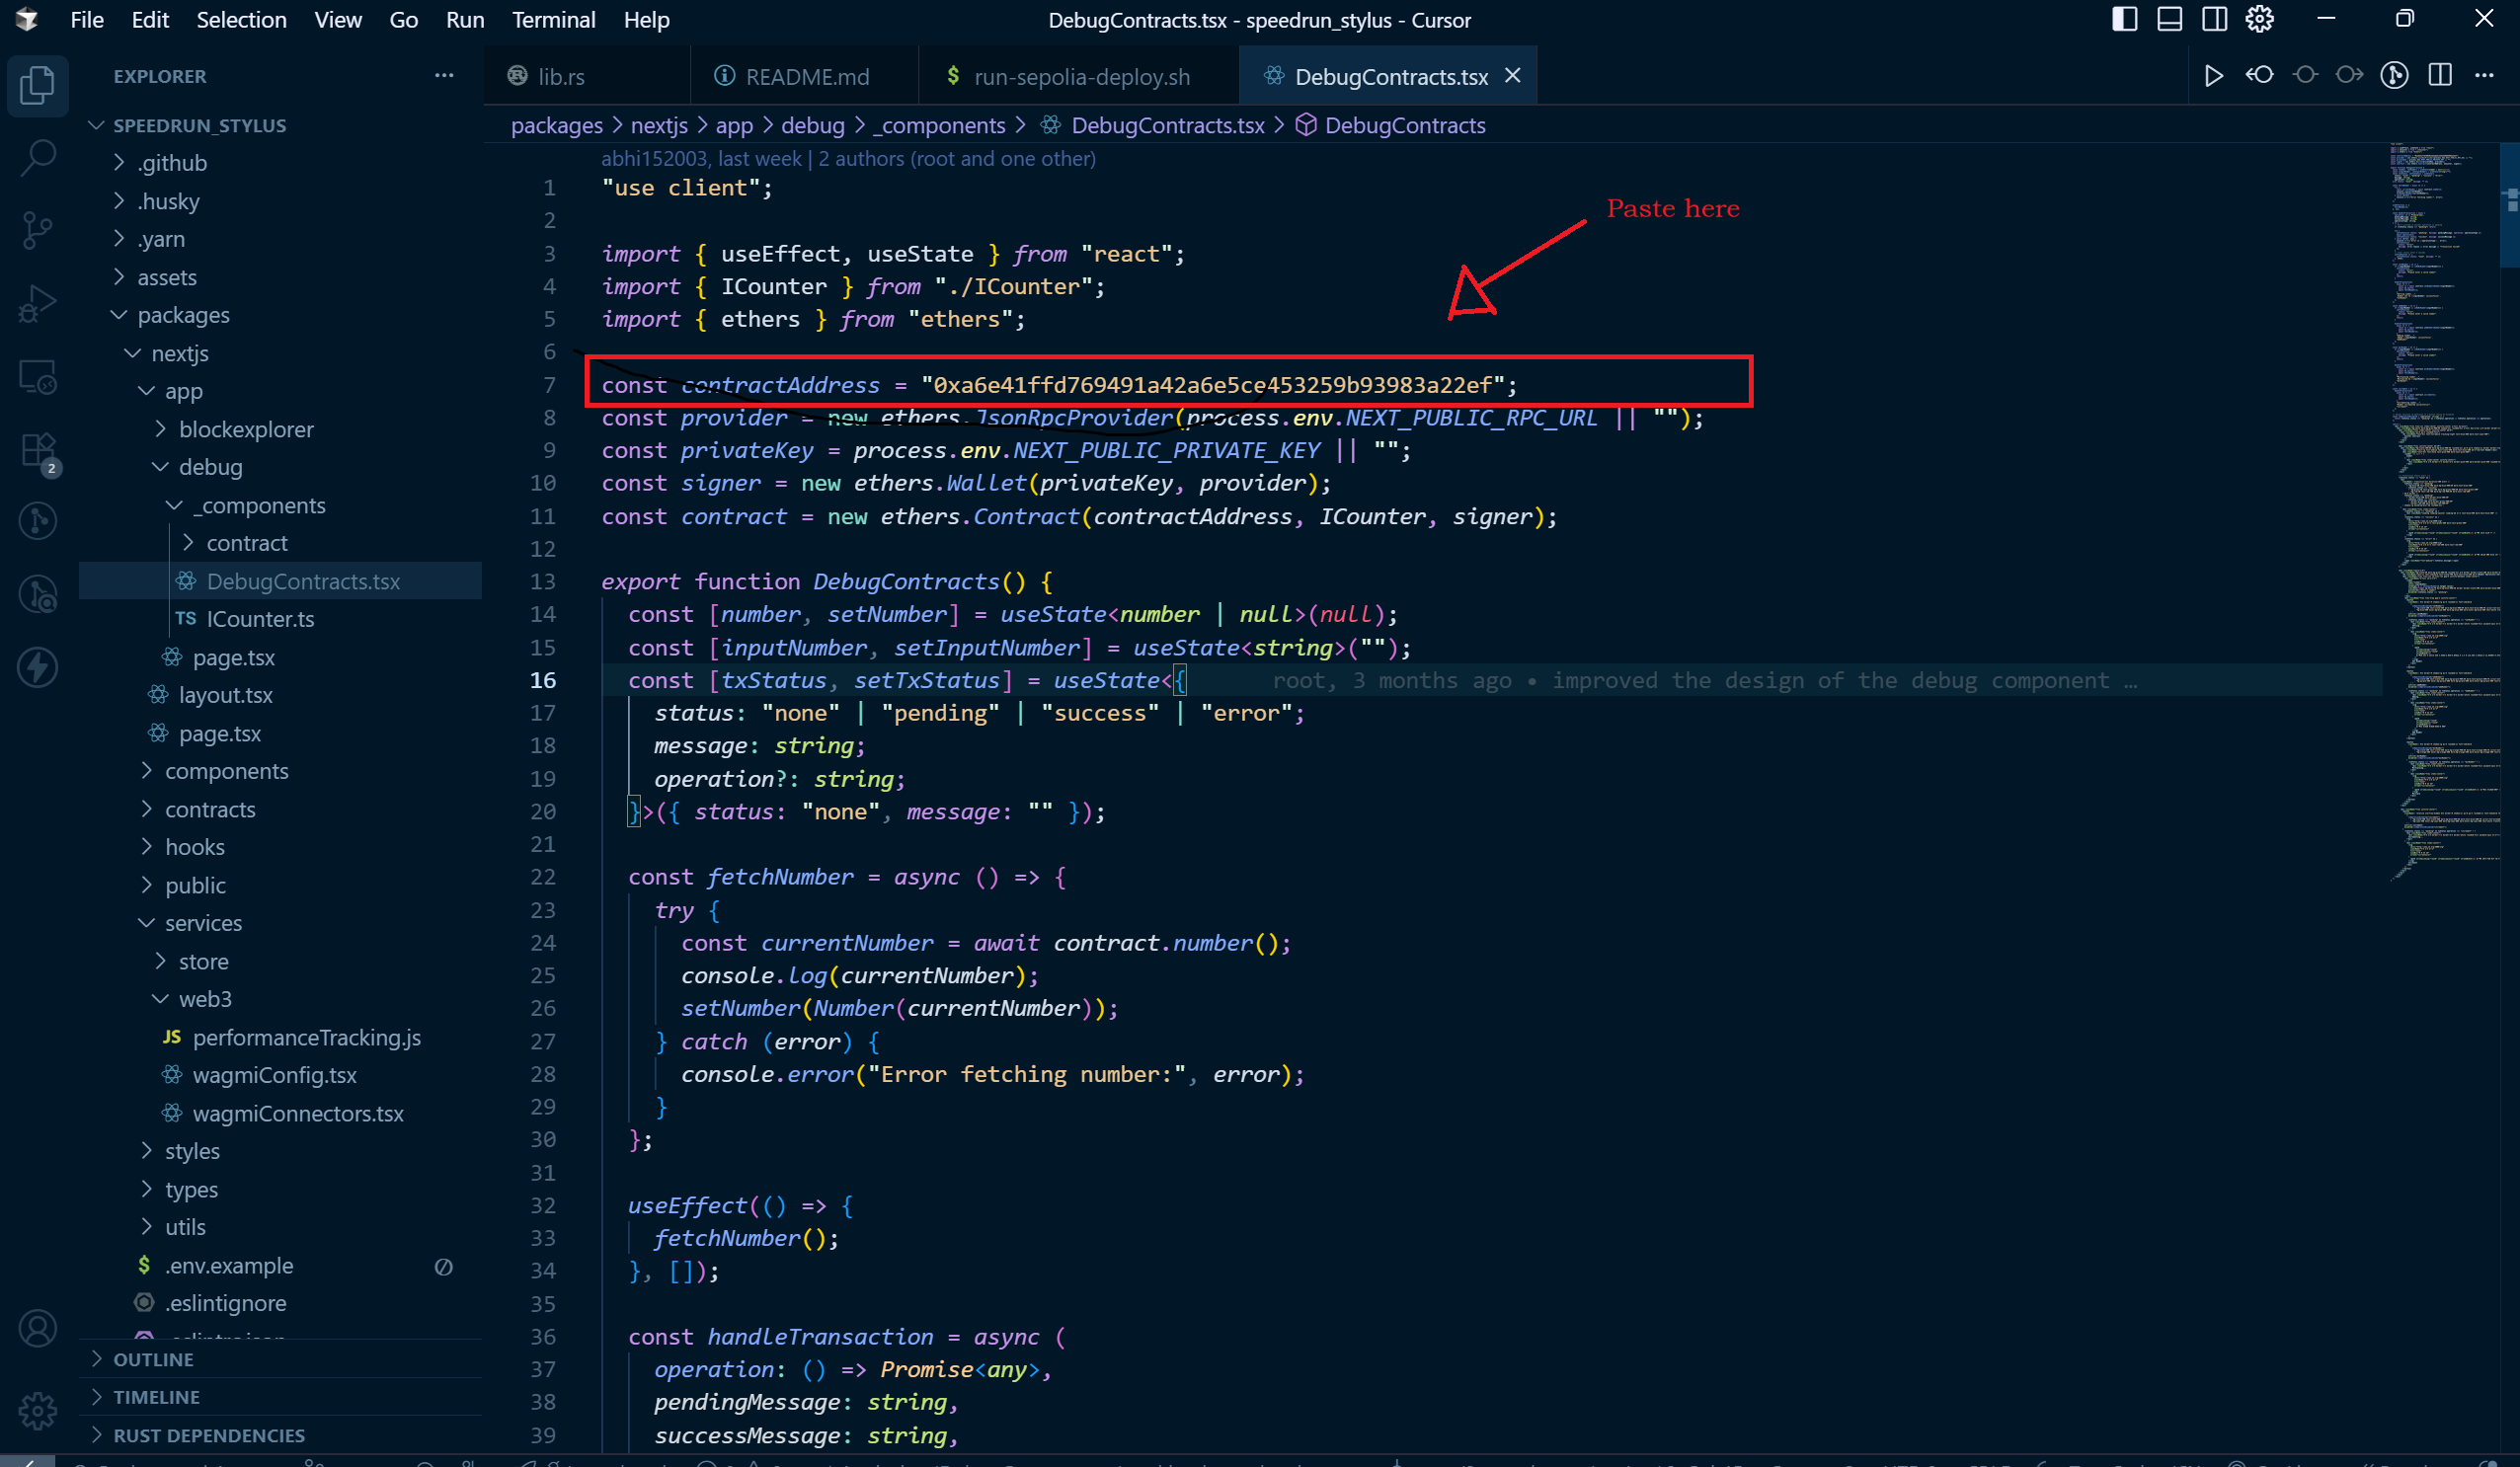 File Edit Selection View Go Run Terminal Help
DebugContracts.tsx - speedrun_stylus - Cursor
EXPLORER
lib.rs
README.md
$ run-sepolia-deploy.sh
DebugContracts.tsx
packages > nextjs > app > debug > _components > DebugContracts.tsx > DebugContracts
SPEEDRUN_STYLUS
.github
.husky
.yarn
assets
packages
nextjs
app
blockexplorer
debug
_components
contract
DebugContracts.tsx
TS ICounter.ts
page.tsx
layout.tsx
page.tsx
components
contracts
hooks
public
services
store
web3
JS performanceTracking.js
wagmiConfig.tsx
wagmiConnectors.tsx
styles
types
utils
$ .env.example
.eslintignore
OUTLINE
TIMELINE
RUST DEPENDENCIES
2
abhi152003, last week | 2 authors (root and one other)
Paste here
1 "use client";
2
3 import { useEffect, useState } from "react";
4 import { ICounter } from "./ICounter";
5 import { ethers } from "ethers";
6
7 const contractAddress = "0xa6e41ffd769491a42a6e5ce453259b93983a22ef";
8 const provider = new ethers.JsonRpcProvider(process.env.NEXT_PUBLIC_RPC_URL || "");
9 const privateKey = process.env.NEXT_PUBLIC_PRIVATE_KEY || "";
10 const signer = new ethers.Wallet(privateKey, provider);
11 const contract = new ethers.Contract(contractAddress, ICounter, signer);
12
13 export function DebugContracts() {
14 const [number, setNumber] = useState<number | null>(null);
15 const [inputNumber, setInputNumber] = useState<string>("");
16 const [txStatus, setTxStatus] = useState<{ root, 3 months ago • improved the design of the debug component …
17 status: "none" | "pending" | "success" | "error";
18 message: string;
19 operation?: string;
20 }>({ status: "none", message: "" });
21
22 const fetchNumber = async () => {
23 try {
24 const currentNumber = await contract.number();
25 console.log(currentNumber);
26 setNumber(Number(currentNumber));
27 } catch (error) {
28 console.error("Error fetching number:", error);
29 }
30 };
31
32 useEffect(() => {
33 fetchNumber();
34 }, []);
35
36 const handleTransaction = async (
37 operation: () => Promise<any>,
38 pendingMessage: string,
39 successMessage: string,